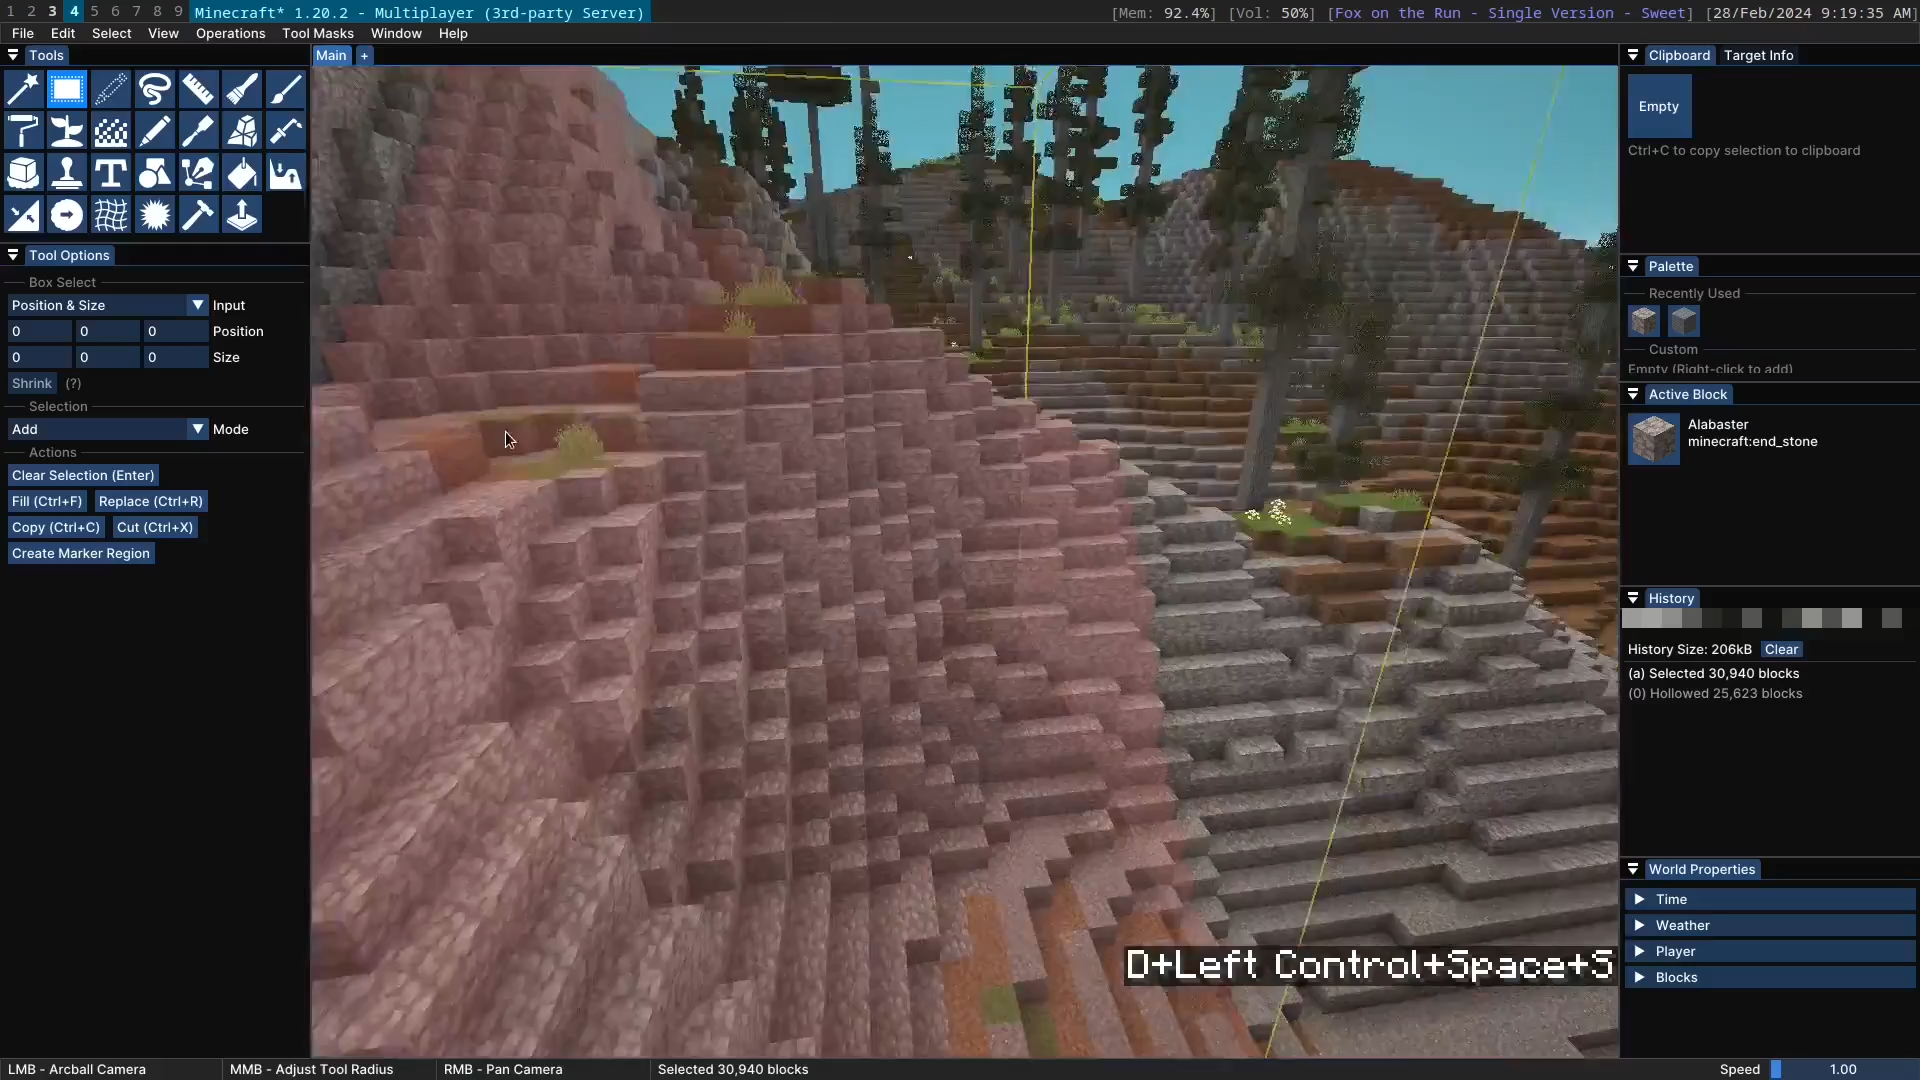 1 2 3 4 5 6 7 8 9 Minecraft* 1.20.2 - Multiplayer (3rd-party Server) [Mem: 92.4%] [Vol: 50%] [Fox on the Run - Single Version - Sweet] [28/Feb/2024 9:19:35 AM]
File Edit Select View Operations Tool Masks Window Help
Tools
Main +
Clipboard Target Info
Empty
Ctrl+C to copy selection to clipboard
Tool Options
Box Select
Position & Size Input
0 0 0 Position
0 0 0 Size
Shrink (?)
Selection
Add Mode
Actions
Clear Selection (Enter)
Fill (Ctrl+F) Replace (Ctrl+R)
Copy (Ctrl+C) Cut (Ctrl+X)
Create Marker Region
Palette
Recently Used
Custom
Empty (Right-click to add)
Active Block
Alabaster
minecraft:end_stone
History
History Size: 206kB Clear
(a) Selected 30,940 blocks
(0) Hollowed 25,623 blocks
World Properties
Time
Weather
Player
Blocks
D+Left Control+Space+S
LMB - Arcball Camera MMB - Adjust Tool Radius RMB - Pan Camera Selected 30,940 blocks Speed 1.00